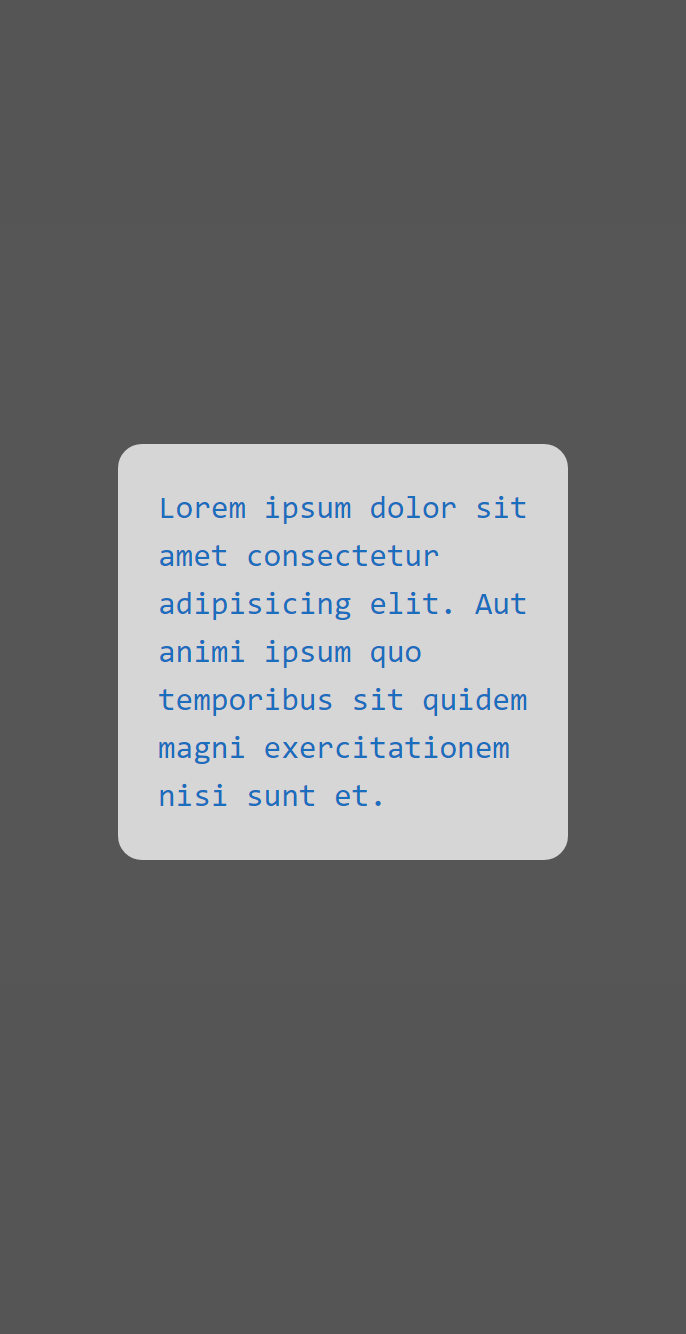 Lorem ipsum dolor sit
amet consectetur
adipisicing elit. Aut
animi ipsum quo
temporibus sit quidem
magni exercitationem
nisi sunt et.